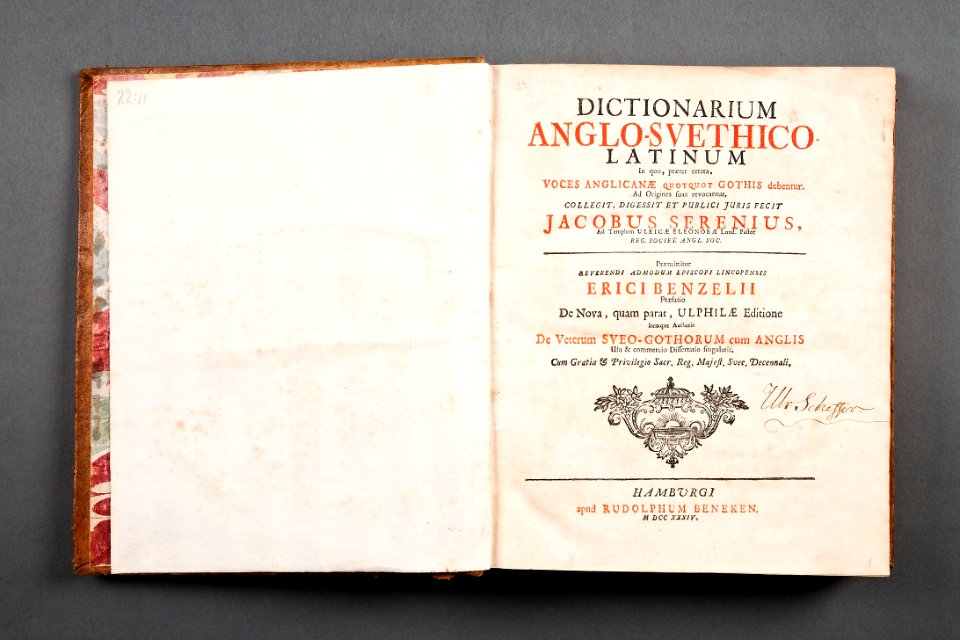 22:11
DICTIONARIUM
ANGLO-SVETHICO-
LATINUM
In quo, præter cetera,
VOCES ANGLICANÆ QUOTQUOT GOTHIS debentur.
Ad Origines suas revocantur,
COLLEGIT, DIGESSIT ET PUBLICI JURIS FECIT
JACOBUS SERENIUS,
Ad Templum ULRICÆ ELEONORÆ Lond. Pastor
REG. SOCIET. ANGL. SOC.
Præmittitur
REVERENDI ADMODUM EPISCOPI LINCOPENSIS
ERICI BENZELII
Præfatio
De Nova, quam parat, ULPHILÆ Editione
Itemque Auctoris
De Veterum SVEO-GOTHORUM cum ANGLIS
Usu & commercio Dissertatio singularis.
Cum Gratia & Privilegio Sacr. Reg. Majest. Svec. Decennali.
Ulr Scheffer
HAMBURGI
apud RUDOLPHUM BENEKEN.
M DCC XXXIV.